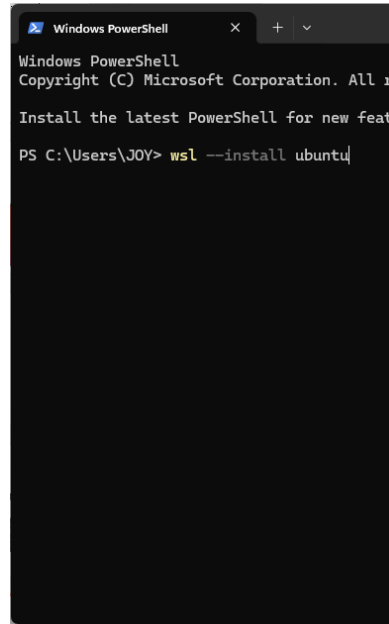 Windows PowerShell
Windows PowerShell
Copyright (C) Microsoft Corporation. All
Install the latest PowerShell for new feat
PS C:\Users\JOY> wsl --install ubuntu